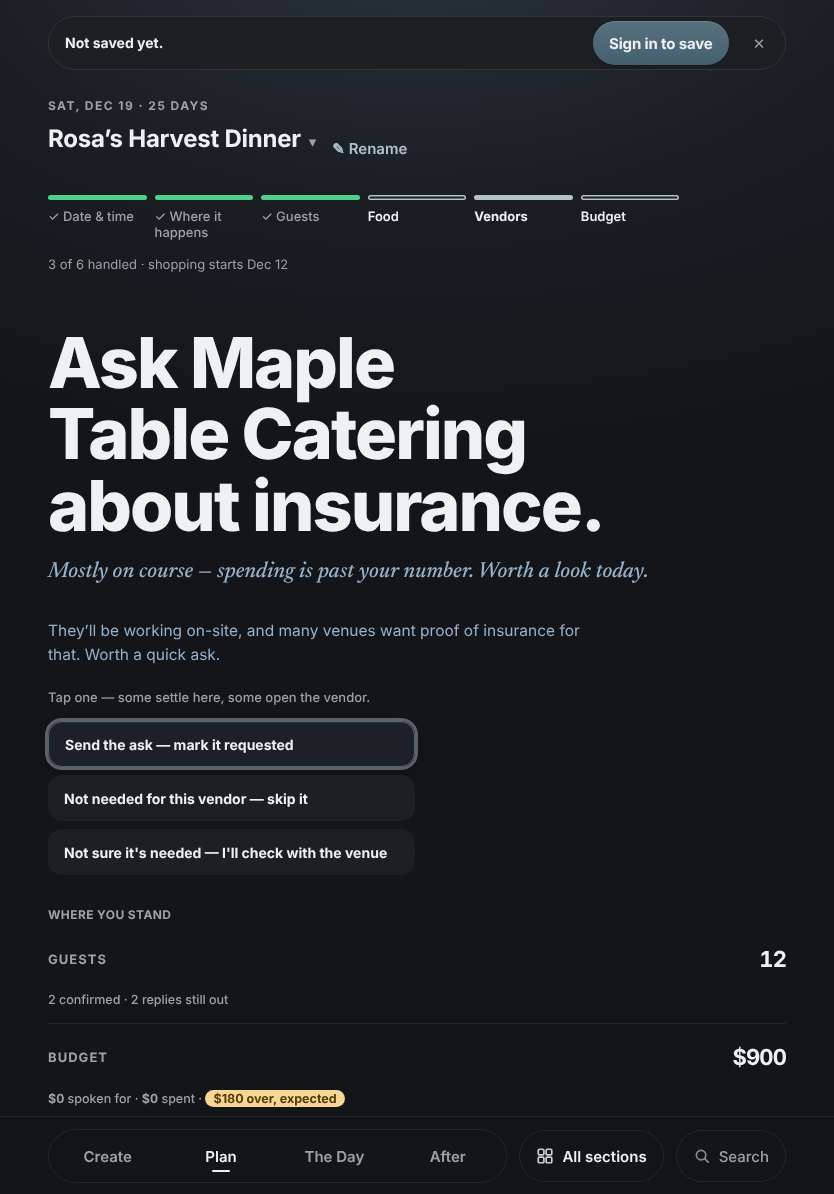 Not saved yet.
Sign in to save ×
SAT, DEC 19 · 25 DAYS
Rosa’s Harvest Dinner ▾ ✎ Rename
✓ Date & time
✓ Where it
happens
✓ Guests
Food
Vendors
Budget
3 of 6 handled · shopping starts Dec 12
Ask Maple
Table Catering
about insurance.
Mostly on course – spending is past your number. Worth a look today.
They’ll be working on-site, and many venues want proof of insurance for
that. Worth a quick ask.
Tap one — some settle here, some open the vendor.
Send the ask — mark it requested
Not needed for this vendor — skip it
Not sure it's needed — I'll check with the venue
WHERE YOU STAND
GUESTS 12
2 confirmed · 2 replies still out
BUDGET $900
$0 spoken for · $0 spent · $180 over, expected
Create Plan The Day After All sections Search